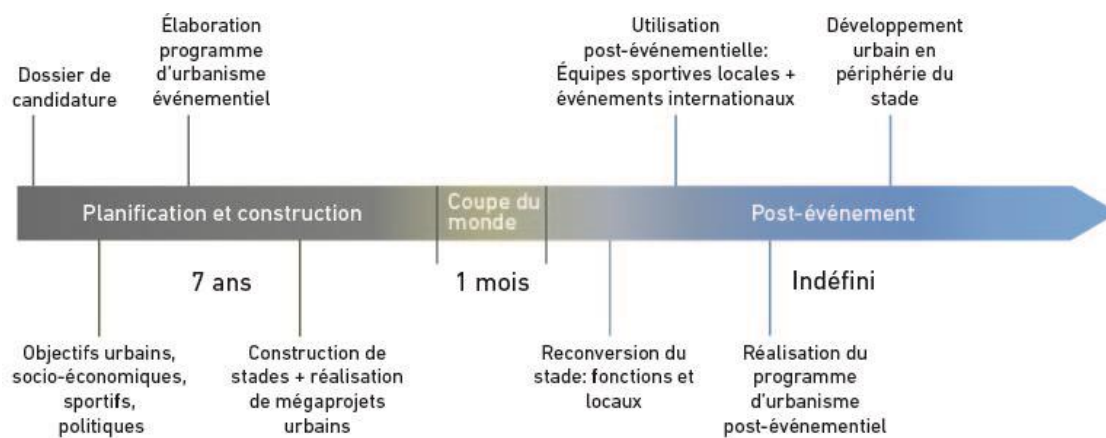 Dossier de
candidature
Élaboration
programme
d'urbanisme
événementiel
Utilisation
post-événementielle:
Équipes sportives locales +
événements internationaux
Développement
urbain en
périphérie du
stade
Planification et construction
Coupe du
monde
Post-événement
7 ans
1 mois
Indéfini
Objectifs urbains,
socio-économiques,
sportifs,
politiques
Construction de
stades + réalisation
de mégaprojets
urbains
Reconversion du
stade: fonctions et
locaux
Réalisation du
programme
d'urbanisme
post-événementiel